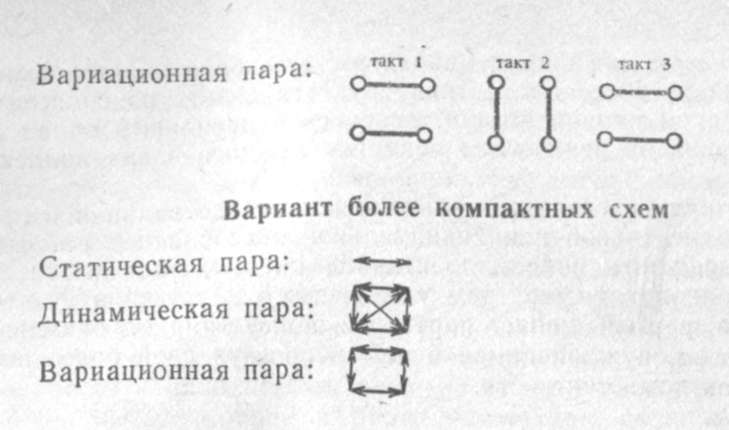 такт 1 такт 2 такт 3
Вариационная пара:
Вариант более компактных схем
Статическая пара:
Динамическая пара:
Вариационная пара: